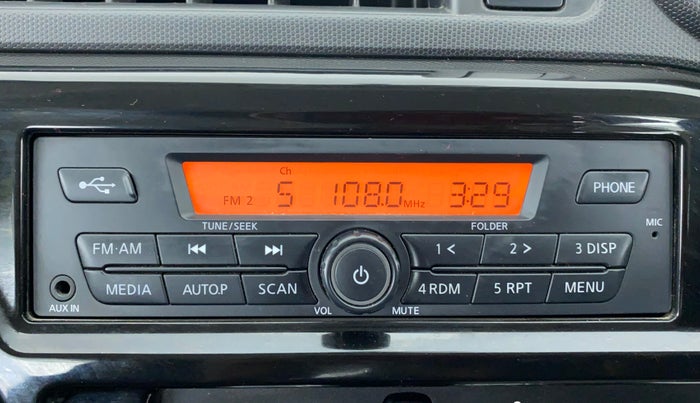 Ch
FM 2 5 108.0 MHz 3:29
PHONE
TUNE/SEEK FOLDER MIC
FM·AM 1 < 2 > 3 DISP
MEDIA AUTO.P SCAN 4 RDM 5 RPT MENU
AUX IN VOL MUTE